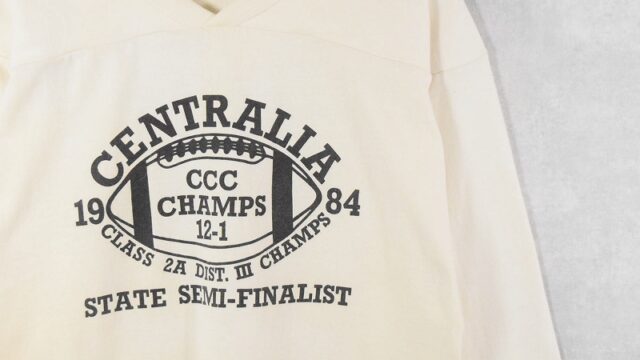 CENTRALIA
CCC
CHAMPS
19 84
12-1
CLASS 2A DIST. III CHAMPS
STATE SEMI-FINALIST